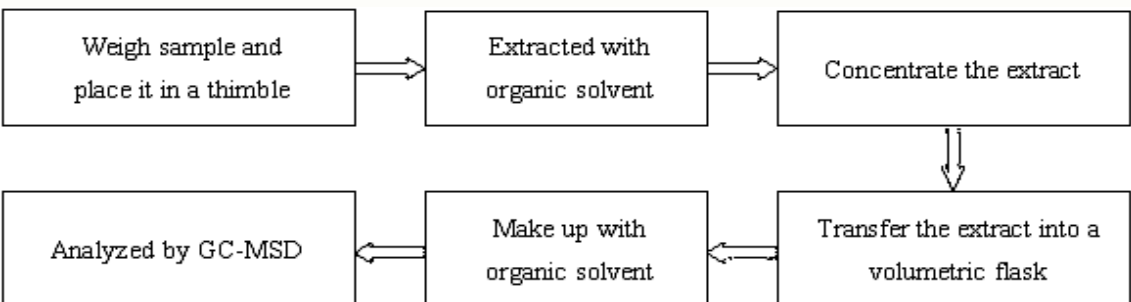 Weigh sample and
place it in a thimble
Extracted with
organic solvent
Concentrate the extract
Transfer the extract into a
volumetric flask
Make up with
organic solvent
Analyzed by GC-MSD